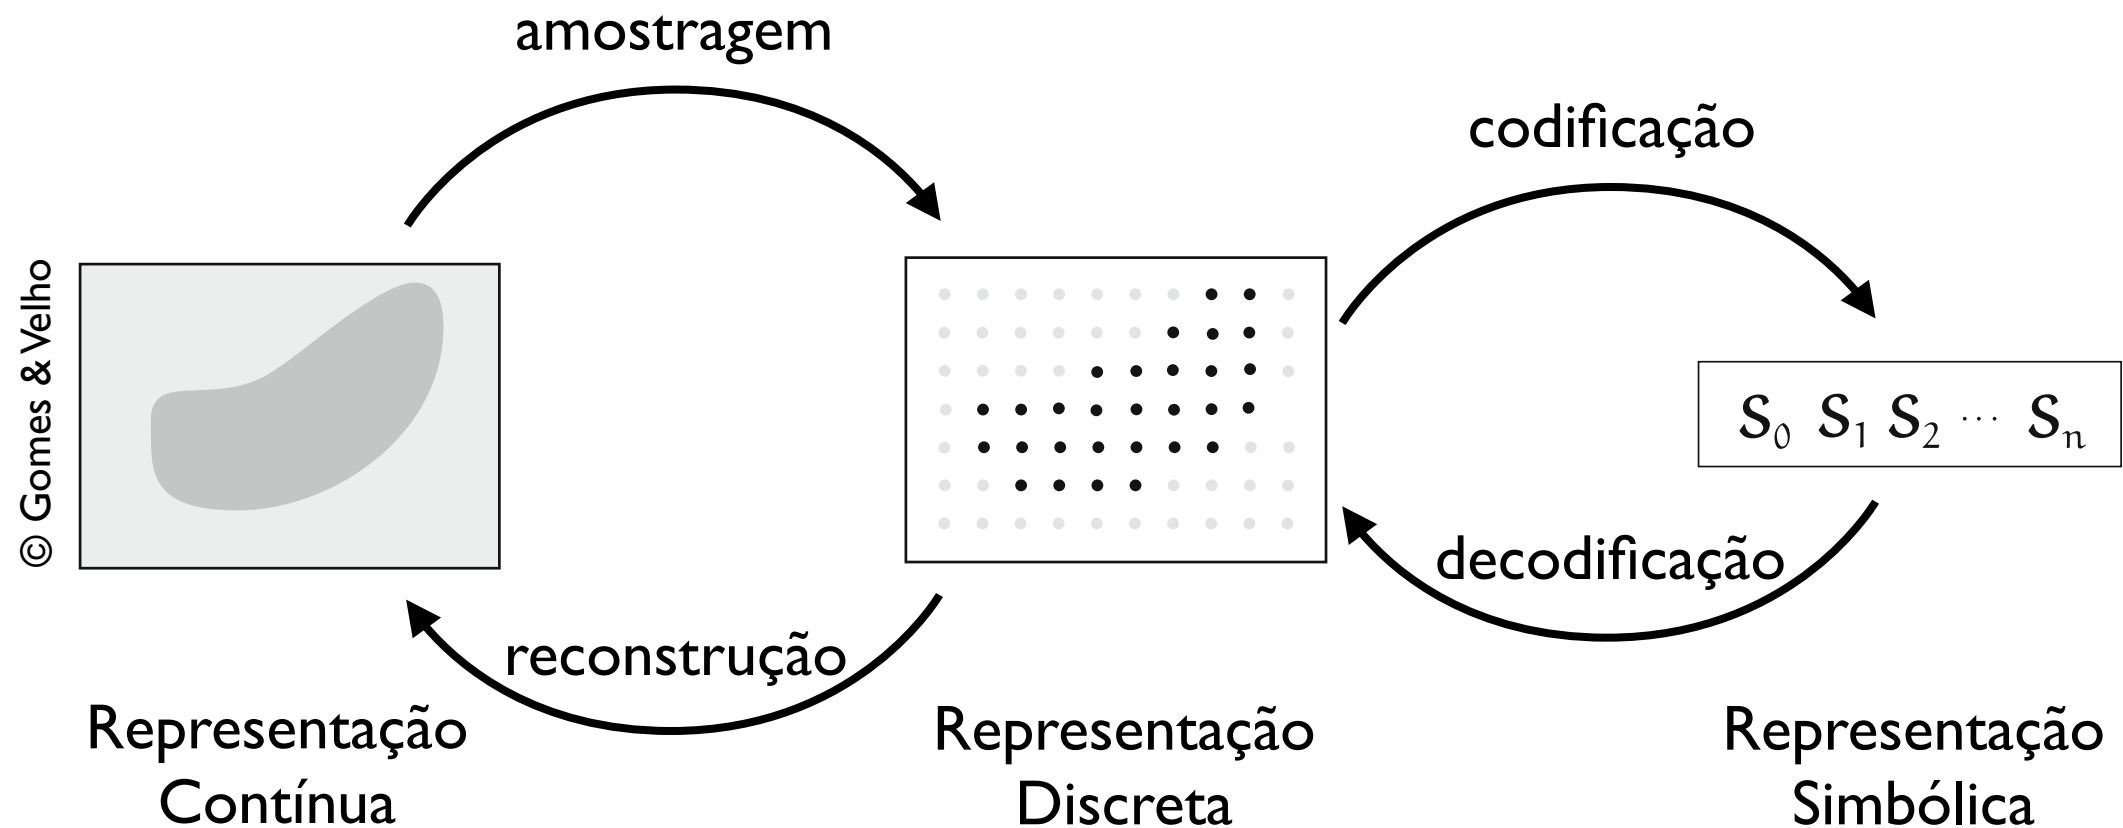 amostragem
codificação
© Gomes & Velho
S0 S1 S2 ... Sn
decodificação
reconstrução
Representação
Contínua
Representação
Discreta
Representação
Simbólica